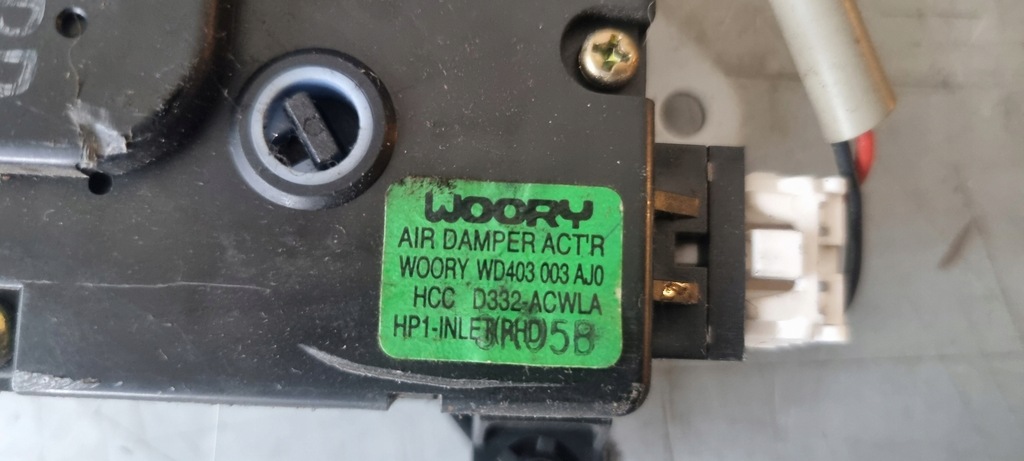 WOORY
AIR DAMPER ACT'R
WOORY WD403 003 AJ0
HCC D332-ACWLA
HP1-INLET(RHD)